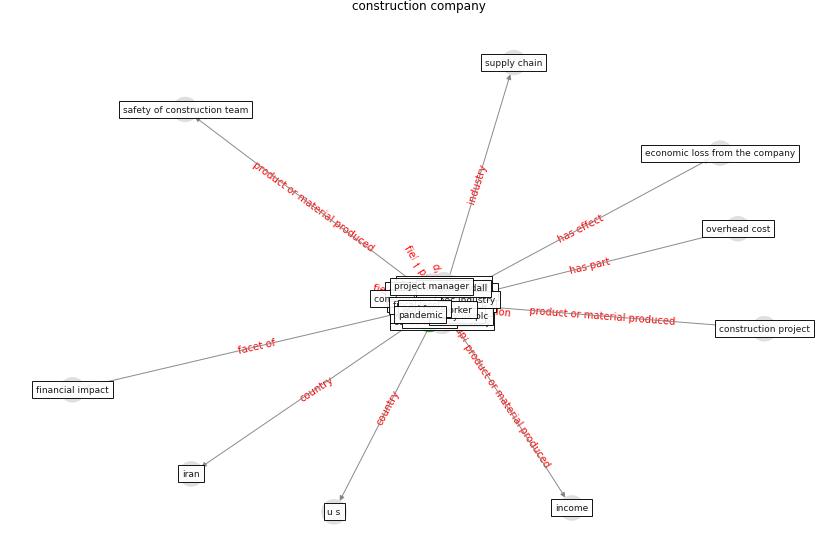 construction company
supply chain
safety of construction team
economic loss from the company
product or material produced
industry
has effect
overhead cost
has part
project manager
pandemic
product or material produced
construction project
facet of
financial impact
country
country
product or material produced
iran
u s
income